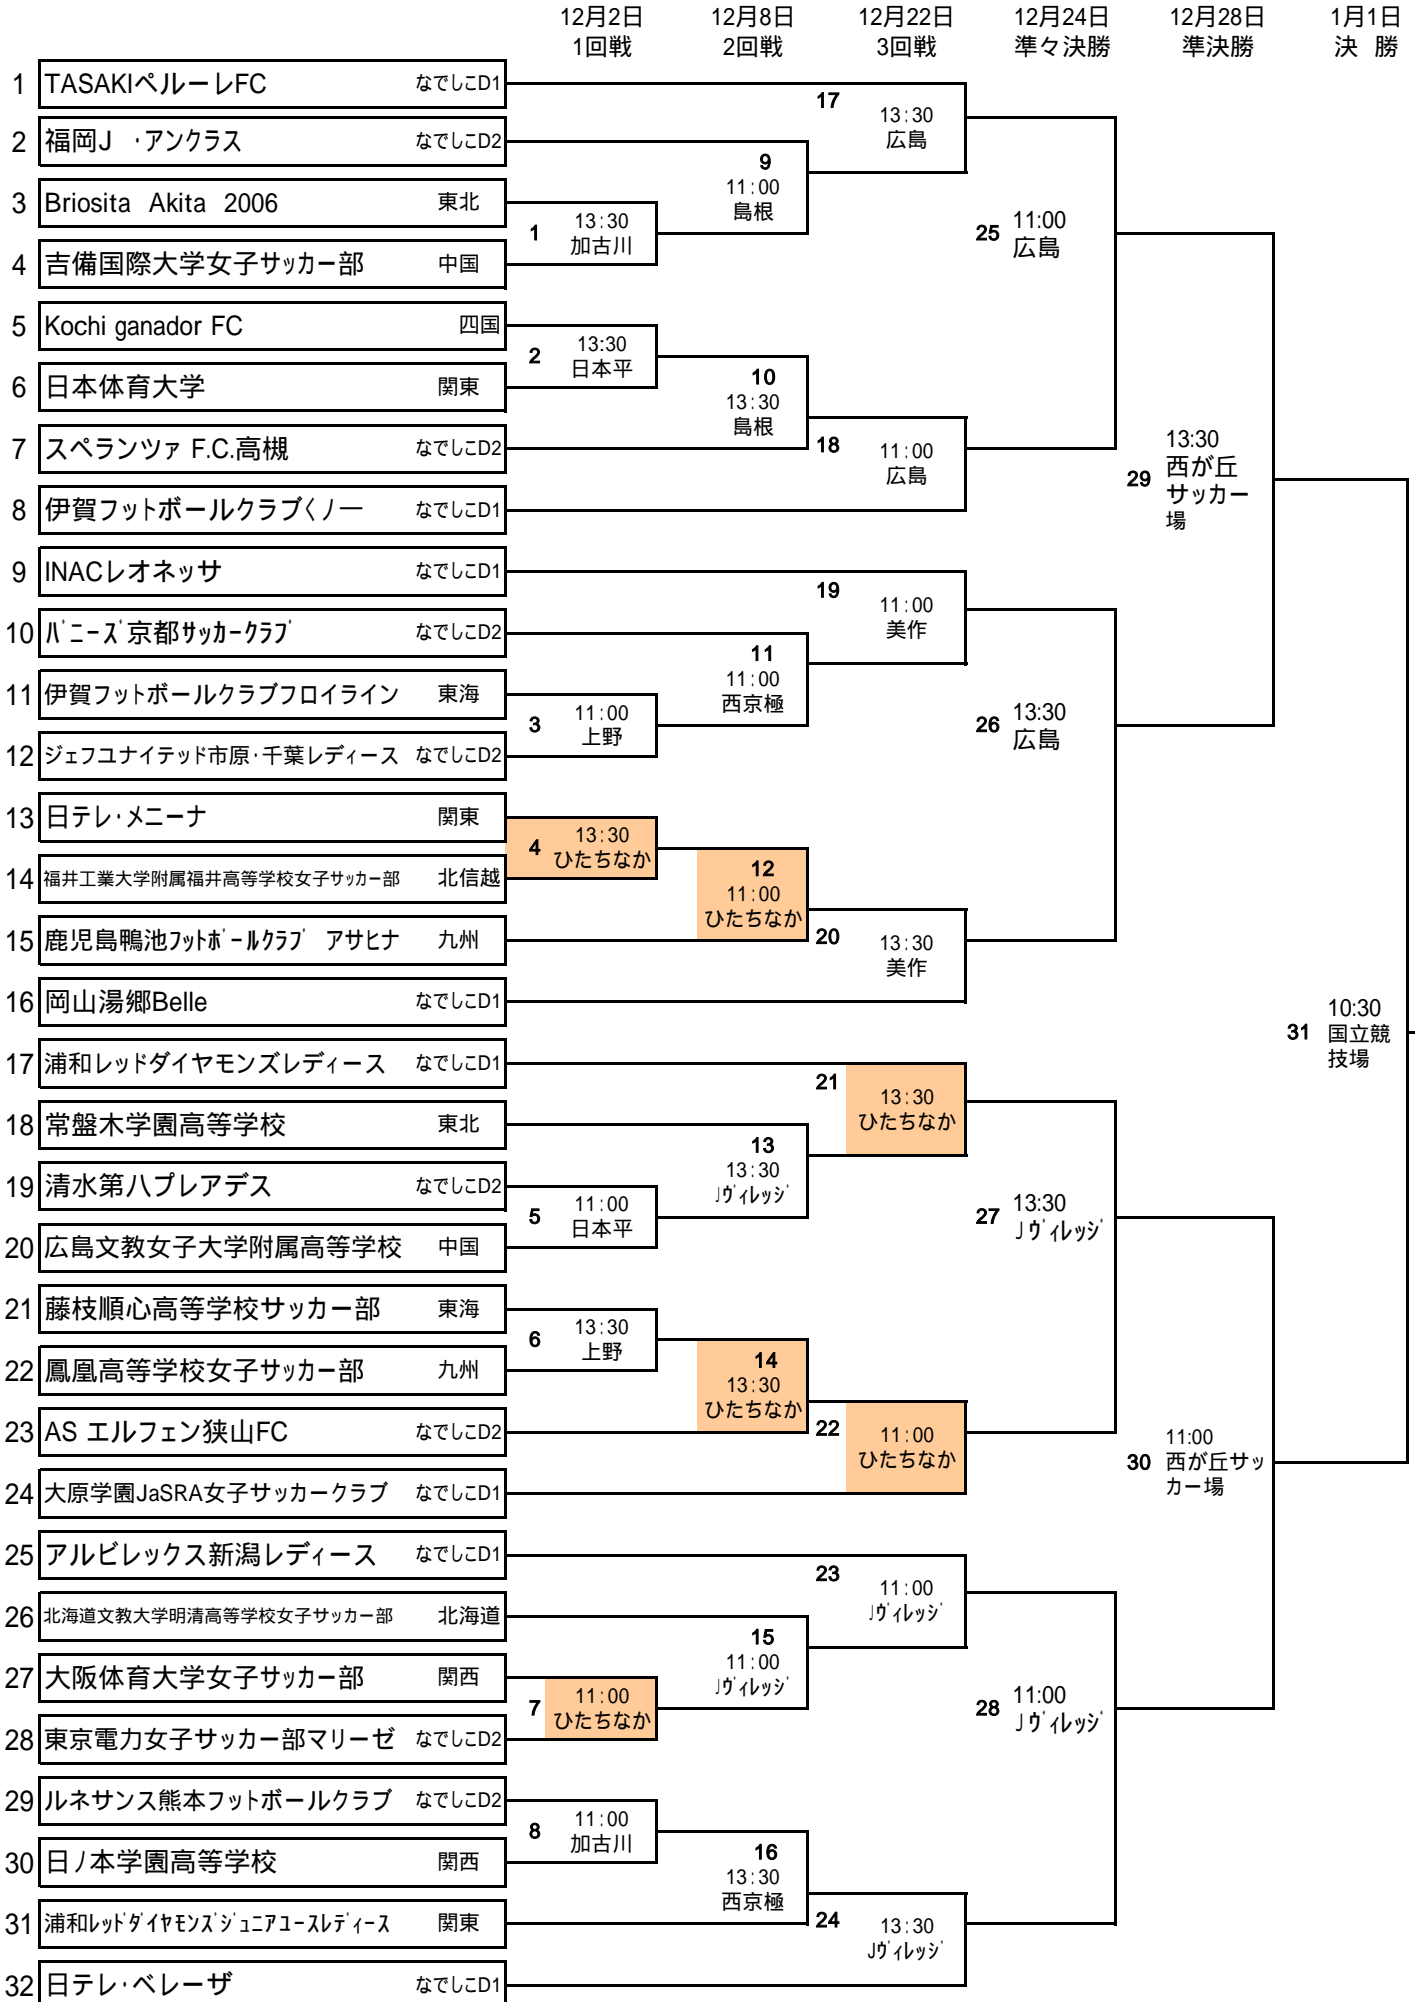 12月2日 12月8日 12月22日 12月24日 12月28日 1月1日
1回戦 2回戦 3回戦 準々決勝 準決勝 決 勝
1 TASAKIペルーレFC なでしこD1
2 福岡J ・アンクラス なでしこD2
3 Briosita Akita 2006 東北
4 吉備国際大学女子サッカー部 中国
5 Kochi ganador FC 四国
6 日本体育大学 関東
7 スペランツァ F.C.高槻 なでしこD2
8 伊賀フットボールクラブくノ一 なでしこD1
9 INACレオネッサ なでしこD1
10 バニーズ京都サッカークラブ なでしこD2
11 伊賀フットボールクラブフロイライン 東海
12 ジェフユナイテッド市原・千葉レディース なでしこD2
13 日テレ・メニーナ 関東
14 福井工業大学附属福井高等学校女子サッカー部 北信越
15 鹿児島鴨池フットボールクラブ アサヒナ 九州
16 岡山湯郷Belle なでしこD1
17 浦和レッドダイヤモンズレディース なでしこD1
18 常盤木学園高等学校 東北
19 清水第八プレアデス なでしこD2
20 広島文教女子大学附属高等学校 中国
21 藤枝順心高等学校サッカー部 東海
22 鳳凰高等学校女子サッカー部 九州
23 AS エルフェン狭山FC なでしこD2
24 大原学園JaSRA女子サッカークラブ なでしこD1
25 アルビレックス新潟レディース なでしこD1
26 北海道文教大学明清高等学校女子サッカー部 北海道
27 大阪体育大学女子サッカー部 関西
28 東京電力女子サッカー部マリーゼ なでしこD2
29 ルネサンス熊本フットボールクラブ なでしこD2
30 日ノ本学園高等学校 関西
31 浦和レッドダイヤモンズジュニアユースレディース 関東
32 日テレ・ベレーザ なでしこD1
1 13:30
加古川
2 13:30
日本平
3 11:00
上野
4 13:30
ひたちなか
5 11:00
日本平
6 13:30
上野
7 11:00
ひたちなか
8 11:00
加古川
9
11:00
島根
10
13:30
島根
11
11:00
西京極
12
11:00
ひたちなか
13
13:30
Jヴィレッジ
14
13:30
ひたちなか
15
11:00
Jヴィレッジ
16
13:30
西京極
17
13:30
広島
18 11:00
広島
19
11:00
美作
20 13:30
美作
21
13:30
ひたちなか
22 11:00
ひたちなか
23
11:00
Jヴィレッジ
24 13:30
Jヴィレッジ
25 11:00
広島
26 13:30
広島
27 13:30
Jヴィレッジ
28 11:00
Jヴィレッジ
29 13:30
西が丘
サッカー
場
30 11:00
西が丘サッ
カー場
31 10:30
国立競
技場